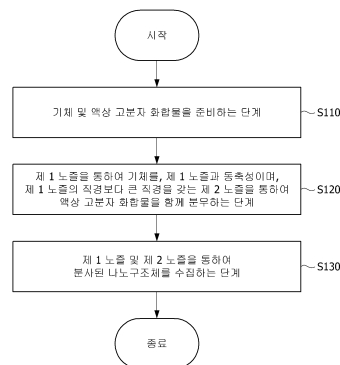 시작
기체 및 액상 고분자 화합물을 준비하는 단계
S110
제 1 노즐을 통하여 기체를, 제 1 노즐과 동축성이며,
제 1 노즐의 직경보다 큰 직경을 갖는 제 2 노즐을 통하여
액상 고분자 화합물을 함께 분무하는 단계
S120
제 1 노즐 및 제 2 노즐을 통하여
분사된 나노구조체를 수집하는 단계
S130
종료